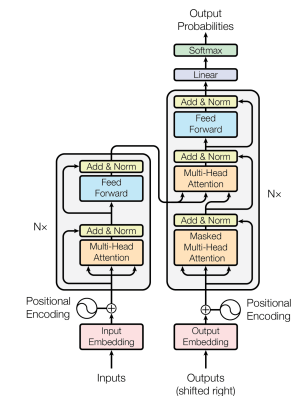 Output
Probabilities
Softmax
Linear
Add & Norm
Feed
Forward
Add & Norm
Multi-Head
Attention
Add & Norm
Masked
Multi-Head
Attention
N×
Add & Norm
Feed
Forward
Add & Norm
Multi-Head
Attention
N×
Positional
Encoding
Positional
Encoding
Input
Embedding
Output
Embedding
Inputs
Outputs
(shifted right)